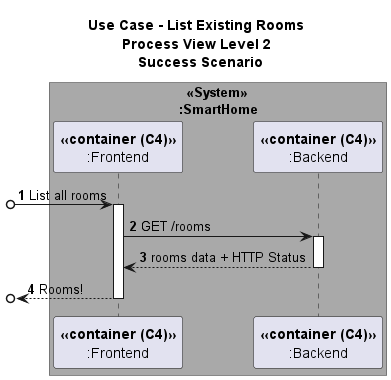 Use Case - List Existing Rooms
Process View Level 2
Success Scenario
«System»
:SmartHome
«container (C4)»
:Frontend
«container (C4)»
:Backend
1 List all rooms
2 GET /rooms
3 rooms data + HTTP Status
4 Rooms!
«container (C4)»
:Frontend
«container (C4)»
:Backend